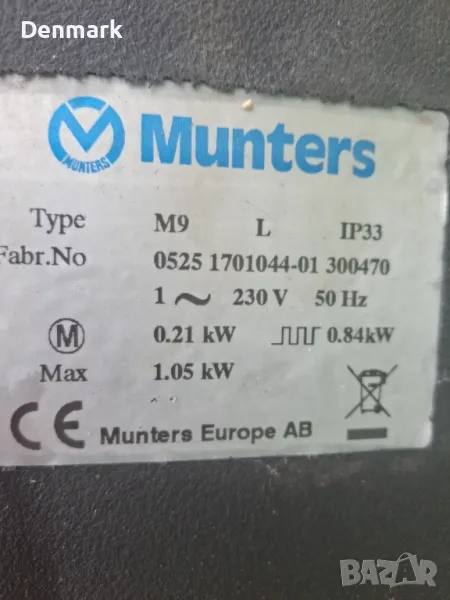 Denmark
MUNTERS
Munters
Type M9 L IP33
Fabr.No 0525 1701044-01 300470
1 ~ 230 V 50 Hz
M 0.21 kW 0.84kW
Max 1.05 kW
CE Munters Europe AB
BAZAR